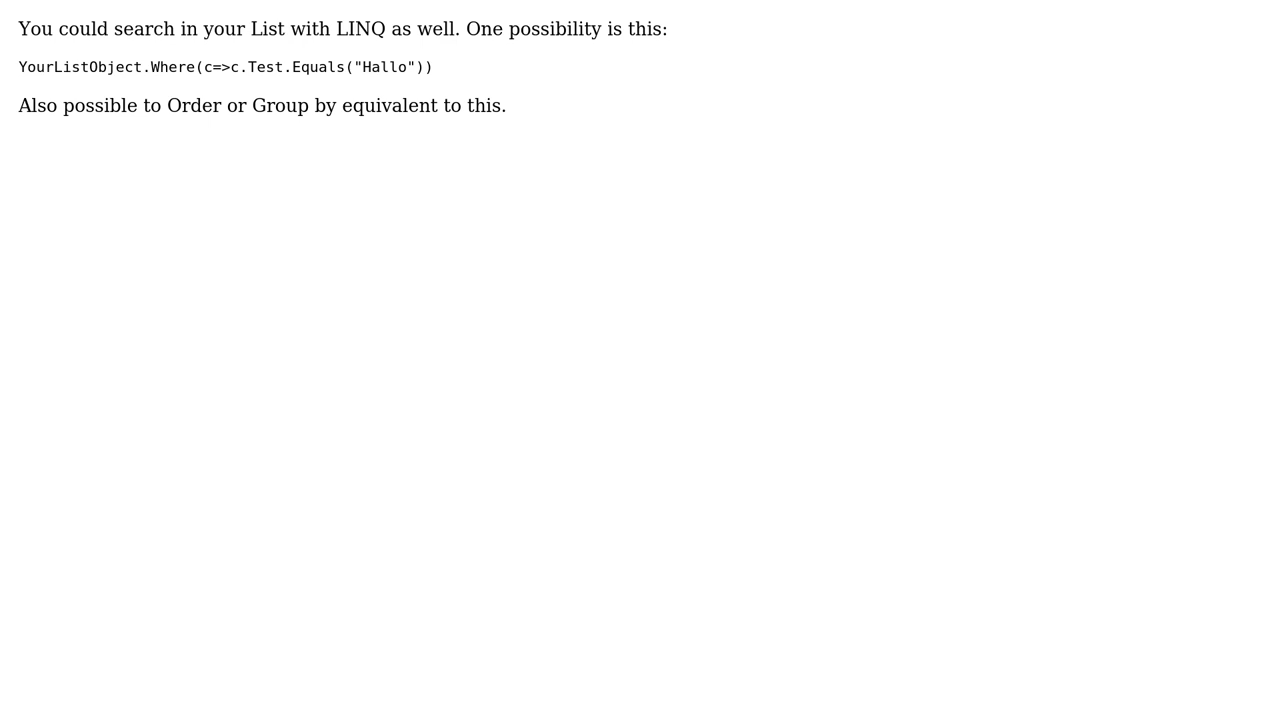 You could search in your List with LINQ as well. One possibility is this:
YourListObject.Where(c=>c.Test.Equals("Hallo"))
Also possible to Order or Group by equivalent to this.